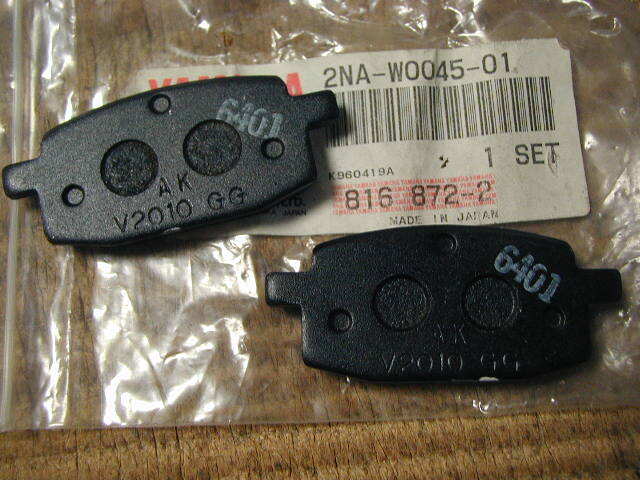 YAMAHA
2NA-W0045-01
K960419A
1 SET
816 872-2
MADE IN JAPAN
6401
AK
V2010 GG
6401
AK
V2010 GG